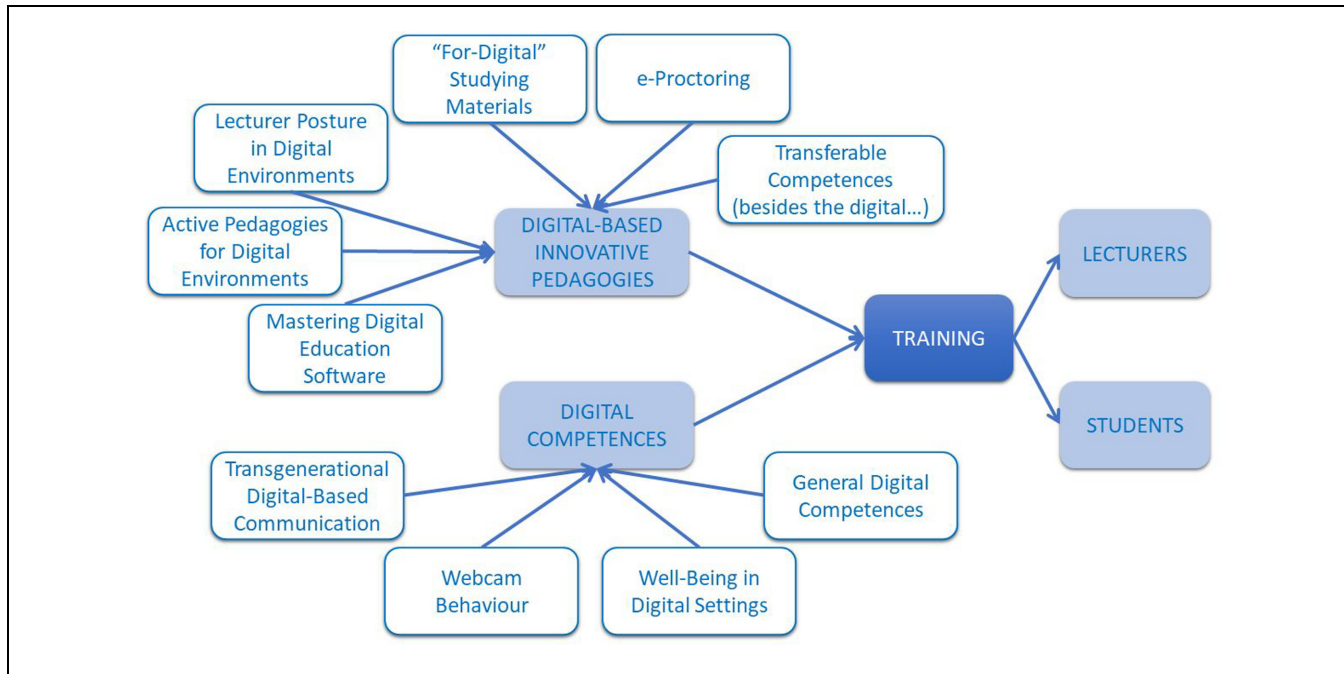 “For-Digital”
Studying
Materials
e-Proctoring
Lecturer Posture
in Digital
Environments
Transferable
Competences
(besides the digital...)
Active Pedagogies
for Digital
Environments
DIGITAL-BASED
INNOVATIVE
PEDAGOGIES
LECTURERS
Mastering Digital
Education
Software
TRAINING
DIGITAL
COMPETENCES
STUDENTS
Transgenerational
Digital-Based
Communication
General Digital
Competences
Webcam
Behaviour
Well-Being in
Digital Settings